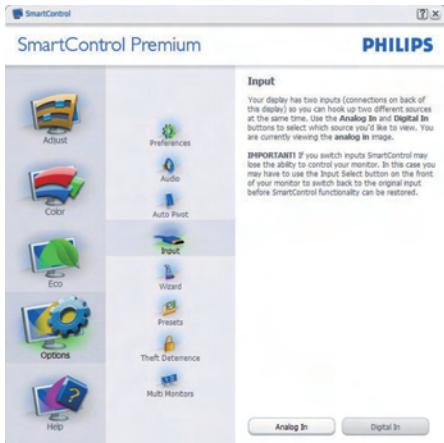 SmartControl
SmartControl Premium
PHILIPS
Adjust
Color
Eco
Options
Help
Preferences
Audio
Auto Pivot
Input
Wizard
Presets
Theft Deterrence
Multi Monitors
Input
Your display has two inputs (connections on back of
this display) so you can hook up two different sources
at the same time. Use the Analog In and Digital In
buttons to select which source you'd like to view. You
are currently viewing the analog in image.
IMPORTANT! If you switch inputs SmartControl may
lose the ability to control your monitor. In this case you
may have to use the Input Select button on the front
of your monitor to switch back to the original input
before SmartControl functionality can be restored.
Analog In
Digital In